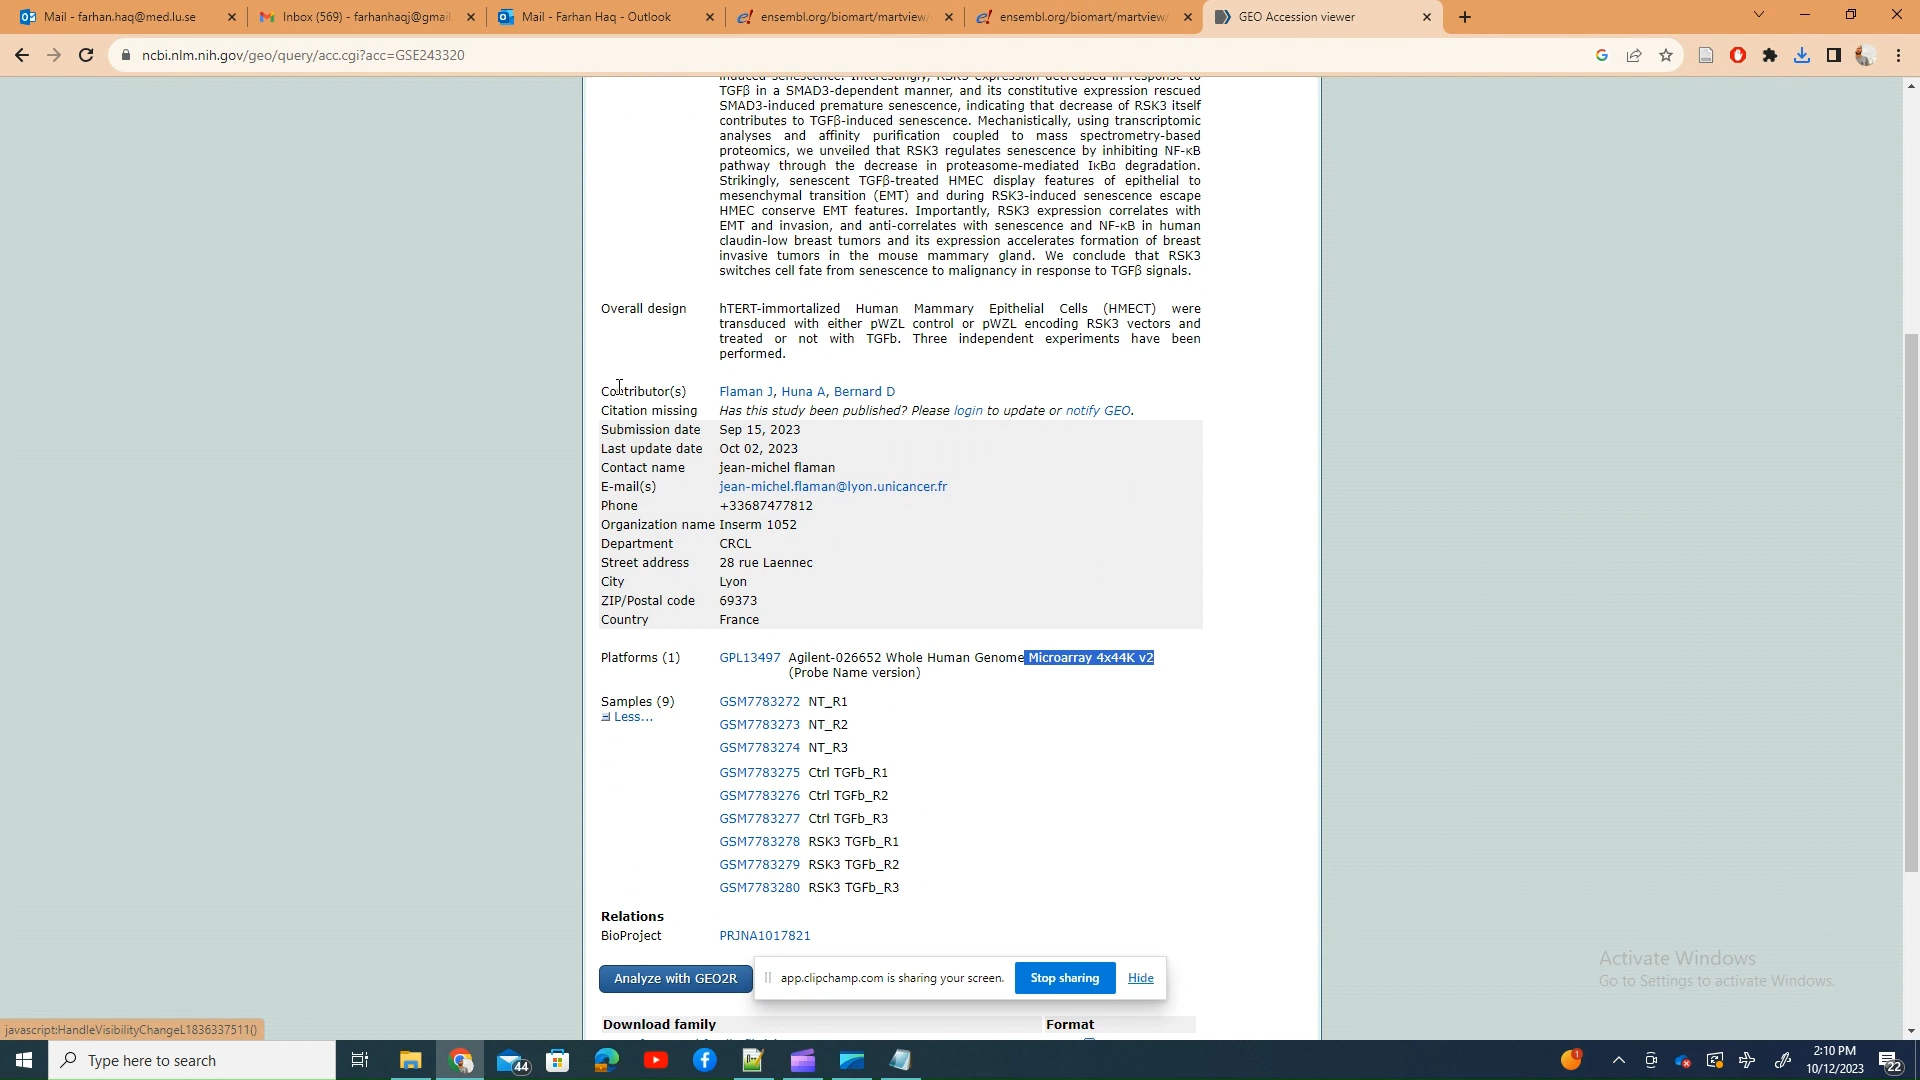 Mail - farhan.haq@med.lu.se
Inbox (569) - farhanhaqj@gmail.
Mail - Farhan Haq - Outlook
ensembl.org/biomart/martview/
ensembl.org/biomart/martview/
GEO Accession viewer
ncbi.nlm.nih.gov/geo/query/acc.cgi?acc=GSE243320
induced senescence. Interestingly, RSK3 expression decreased in response to
TGFβ in a SMAD3-dependent manner, and its constitutive expression rescued
SMAD3-induced premature senescence, indicating that decrease of RSK3 itself
contributes to TGFβ-induced senescence. Mechanistically, using transcriptomic
analyses and affinity purification coupled to mass spectrometry-based
proteomics, we unveiled that RSK3 regulates senescence by inhibiting NF-κB
pathway through the decrease in proteasome-mediated IκBα degradation.
Strikingly, senescent TGFβ-treated HMEC display features of epithelial to
mesenchymal transition (EMT) and during RSK3-induced senescence escape
HMEC conserve EMT features. Importantly, RSK3 expression correlates with
EMT and invasion, and anti-correlates with senescence and NF-κB in human
claudin-low breast tumors and its expression accelerates formation of breast
invasive tumors in the mouse mammary gland. We conclude that RSK3
switches cell fate from senescence to malignancy in response to TGFβ signals.
Overall design hTERT-immortalized Human Mammary Epithelial Cells (HMECT) were
transduced with either pWZL control or pWZL encoding RSK3 vectors and
treated or not with TGFb. Three independent experiments have been
performed.
Contributor(s) Flaman J, Huna A, Bernard D
Citation missing Has this study been published? Please login to update or notify GEO.
Submission date Sep 15, 2023
Last update date Oct 02, 2023
Contact name jean-michel flaman
E-mail(s) jean-michel.flaman@lyon.unicancer.fr
Phone +33687477812
Organization name Inserm 1052
Department CRCL
Street address 28 rue Laennec
City Lyon
ZIP/Postal code 69373
Country France
Platforms (1) GPL13497 Agilent-026652 Whole Human Genome Microarray 4x44K v2
(Probe Name version)
Samples (9) GSM7783272 NT_R1
Less...
GSM7783273 NT_R2
GSM7783274 NT_R3
GSM7783275 Ctrl TGFb_R1
GSM7783276 Ctrl TGFb_R2
GSM7783277 Ctrl TGFb_R3
GSM7783278 RSK3 TGFb_R1
GSM7783279 RSK3 TGFb_R2
GSM7783280 RSK3 TGFb_R3
Relations
BioProject PRJNA1017821
Analyze with GEO2R
app.clipchamp.com is sharing your screen. Stop sharing Hide
Activate Windows
Go to Settings to activate Windows.
Download family Format
javascript:HandleVisibilityChangeL1836337511()
Type here to search
44
1
2:10 PM
10/12/2023
22